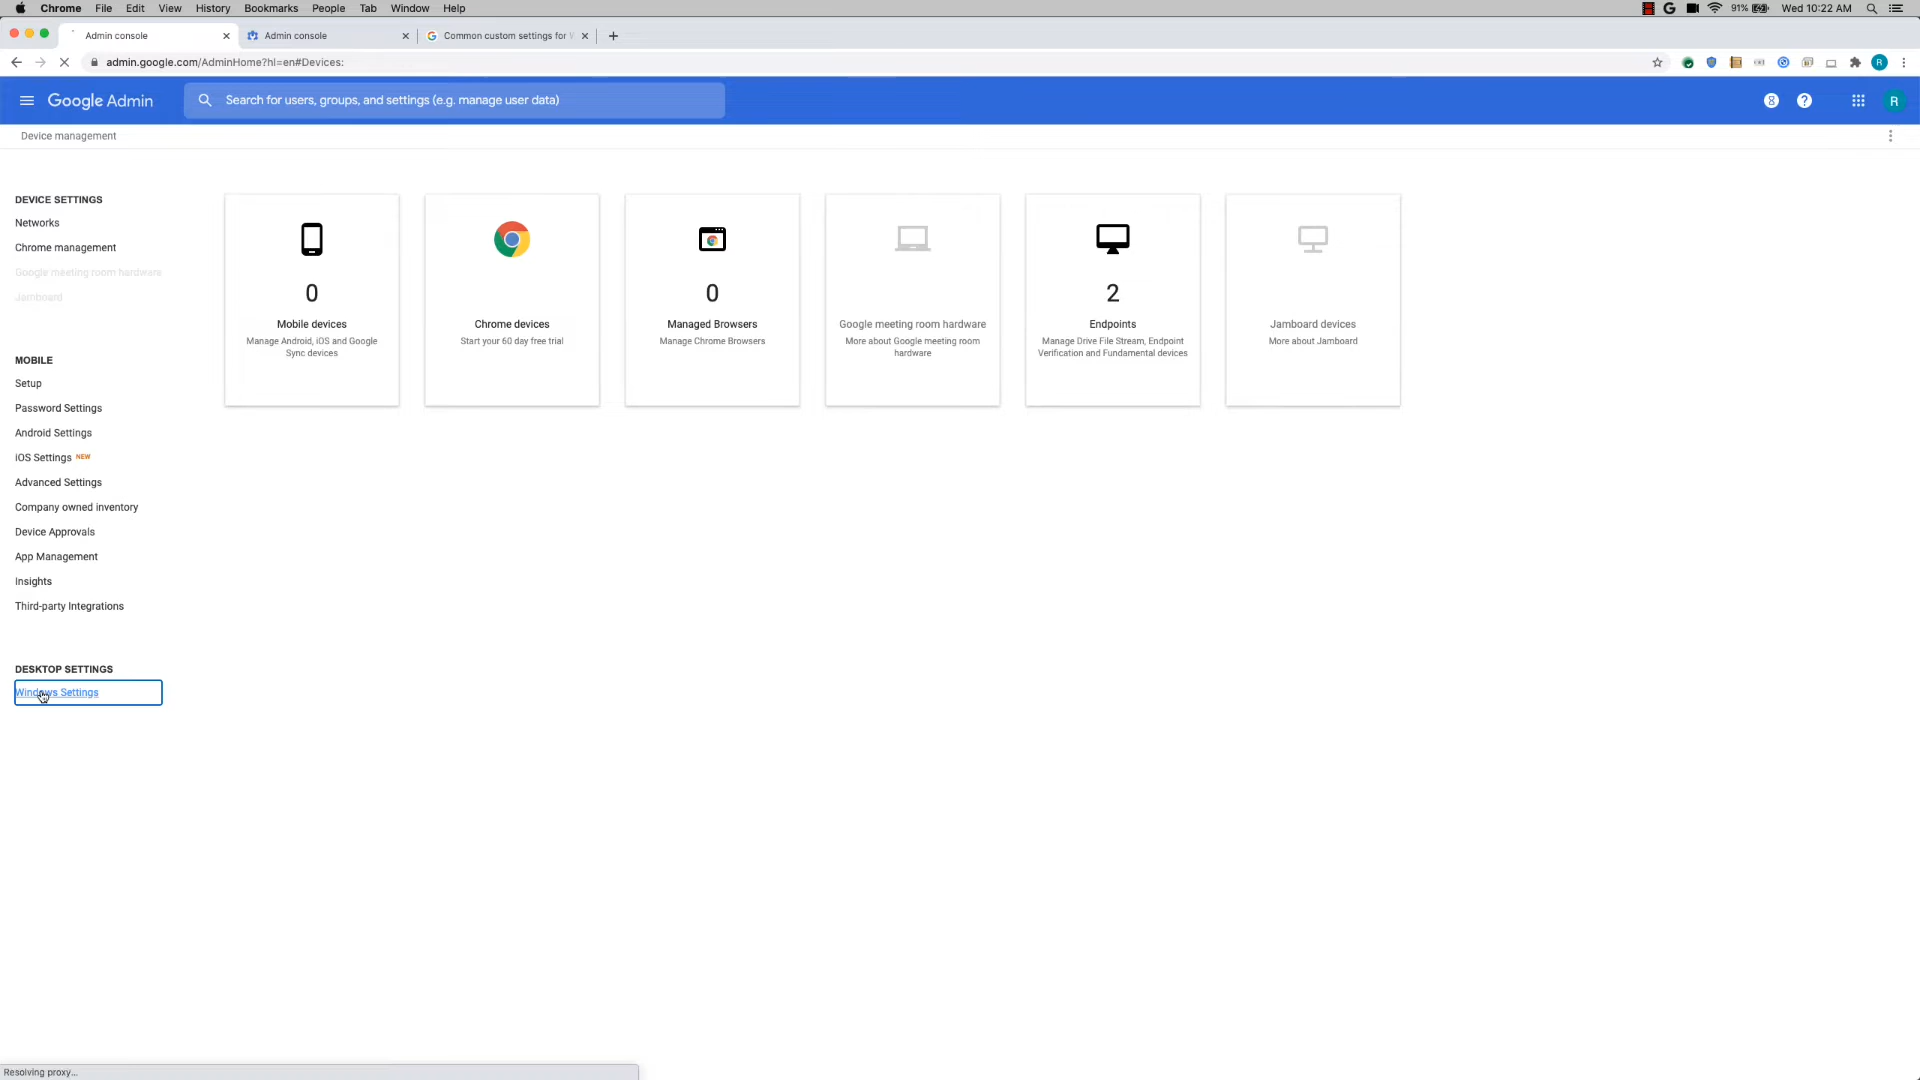 Chrome File Edit View History Bookmarks People Tab Window Help
91% Wed 10:22 AM
Admin console
Admin console
Common custom settings for
admin.google.com/AdminHome?hl=en#Devices:
R
Google Admin
Search for users, groups, and settings (e.g. manage user data)
R
Device management
DEVICE SETTINGS
Networks
Chrome management
Google meeting room hardware
Jamboard
MOBILE
Setup
Password Settings
Android Settings
iOS Settings NEW
Advanced Settings
Company owned inventory
Device Approvals
App Management
Insights
Third-party Integrations
DESKTOP SETTINGS
Windows Settings
0
Mobile devices
Manage Android, iOS and Google
Sync devices
Chrome devices
Start your 60 day free trial
0
Managed Browsers
Manage Chrome Browsers
Google meeting room hardware
More about Google meeting room
hardware
2
Endpoints
Manage Drive File Stream, Endpoint
Verification and Fundamental devices
Jamboard devices
More about Jamboard
Resolving proxy...